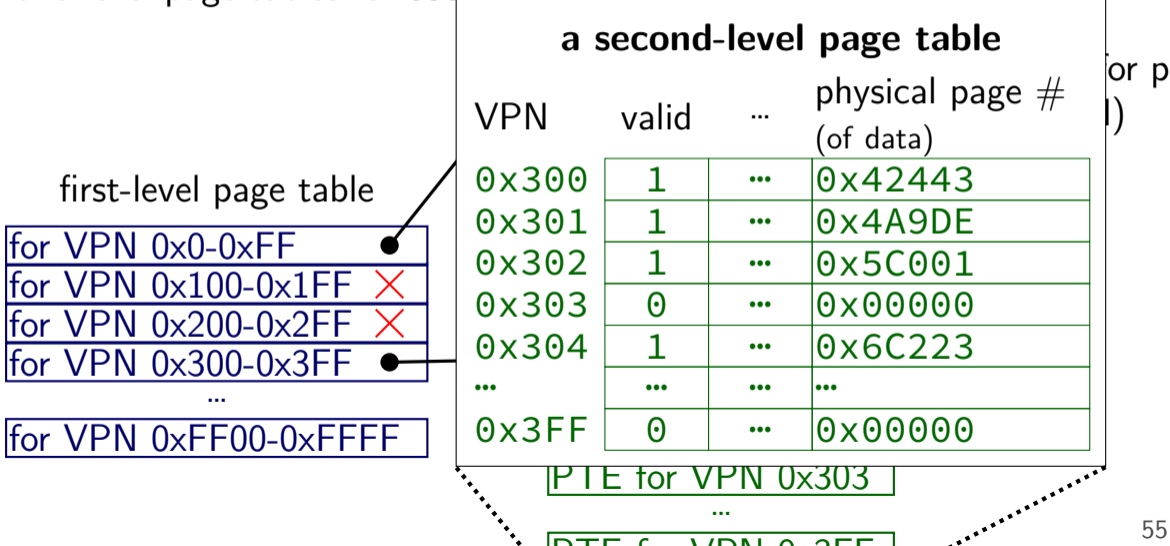 a second-level page table
or p
VPN valid ... physical page #
(of data)
0x300 1 ... 0x42443
0x301 1 ... 0x4A9DE
0x302 1 ... 0x5C001
0x303 0 ... 0x00000
0x304 1 ... 0x6C223
... ... ... ...
0x3FF 0 ... 0x00000
first-level page table
for VPN 0x0-0xFF
for VPN 0x100-0x1FF
for VPN 0x200-0x2FF
for VPN 0x300-0x3FF
...
for VPN 0xFF00-0xFFFF
PTE for VPN 0x303
...
55